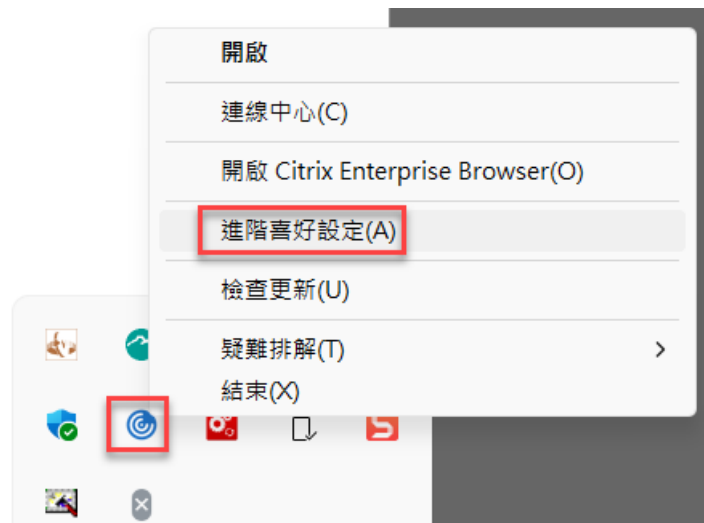 開啟
連線中心(C)
開啟 Citrix Enterprise Browser(O)
進階喜好設定(A)
檢查更新(U)
疑難排解(T)
結束(X)